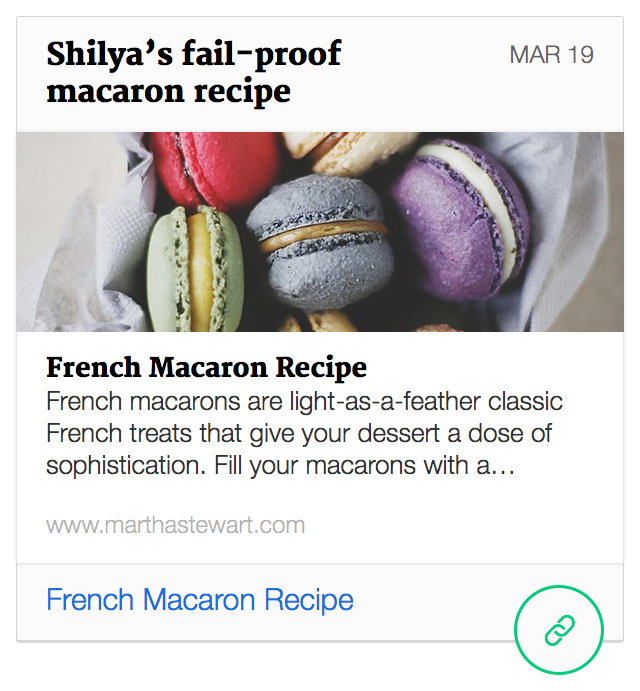 Shilya’s fail-proof
macaron recipe
MAR 19
French Macaron Recipe
French macarons are light-as-a-feather classic
French treats that give your dessert a dose of
sophistication. Fill your macarons with a…
www.marthastewart.com
French Macaron Recipe